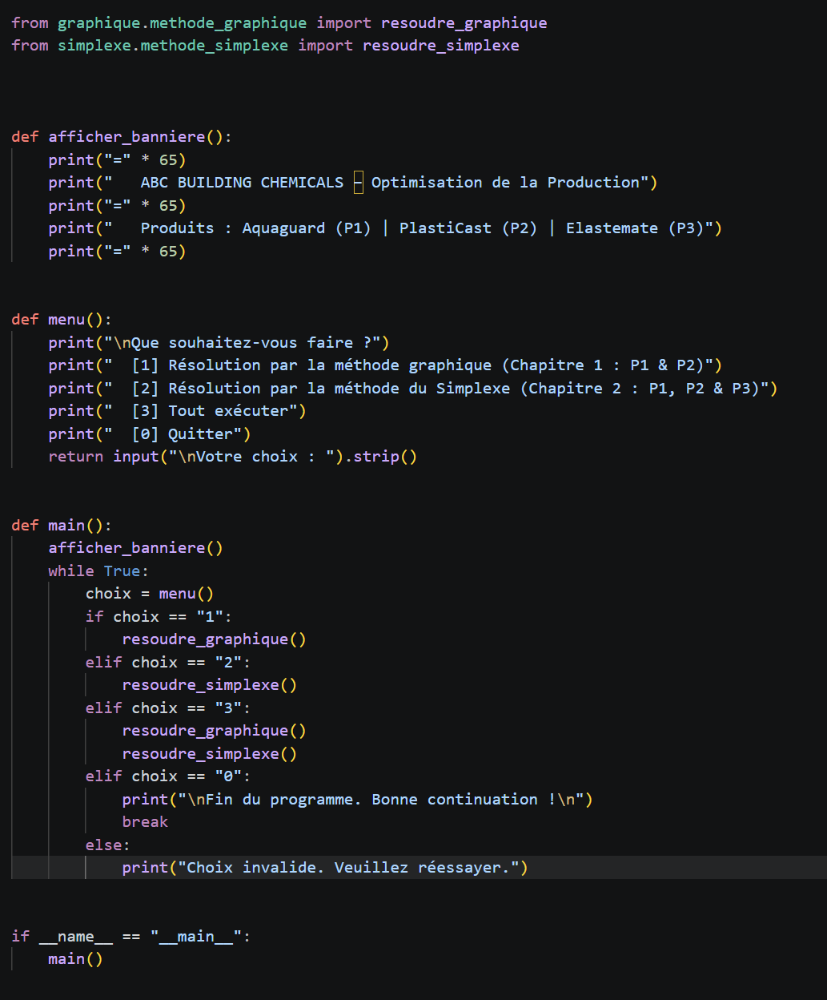 from graphique.methode_graphique import resoudre_graphique
from simplexe.methode_simplexe import resoudre_simplexe
def afficher_banniere():
    print("=" * 65)
    print("   ABC BUILDING CHEMICALS – Optimisation de la Production")
    print("=" * 65)
    print("   Produits : Aquaguard (P1) | PlastiCast (P2) | Elastemate (P3)")
    print("=" * 65)
def menu():
    print("\nQue souhaitez-vous faire ?")
    print("  [1] Résolution par la méthode graphique (Chapitre 1 : P1 & P2)")
    print("  [2] Résolution par la méthode du Simplexe (Chapitre 2 : P1, P2 & P3)")
    print("  [3] Tout exécuter")
    print("  [0] Quitter")
    return input("\nVotre choix : ").strip()
def main():
    afficher_banniere()
    while True:
        choix = menu()
        if choix == "1":
            resoudre_graphique()
        elif choix == "2":
            resoudre_simplexe()
        elif choix == "3":
            resoudre_graphique()
            resoudre_simplexe()
        elif choix == "0":
            print("\nFin du programme. Bonne continuation !\n")
            break
        else:
            print("Choix invalide. Veuillez réessayer.")
if __name__ == "__main__":
    main()